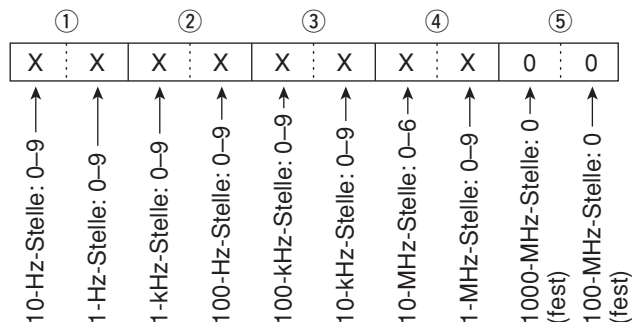 ① ② ③ ④ ⑤
X X X X X X X X 0 0
10-Hz-Stelle: 0–9
1-Hz-Stelle: 0–9
1-kHz-Stelle: 0–9
100-Hz-Stelle: 0–9
100-kHz-Stelle: 0–9
10-kHz-Stelle: 0–9
10-MHz-Stelle: 0–6
1-MHz-Stelle: 0–9
1000-MHz-Stelle: 0
(fest)
100-MHz-Stelle: 0
(fest)